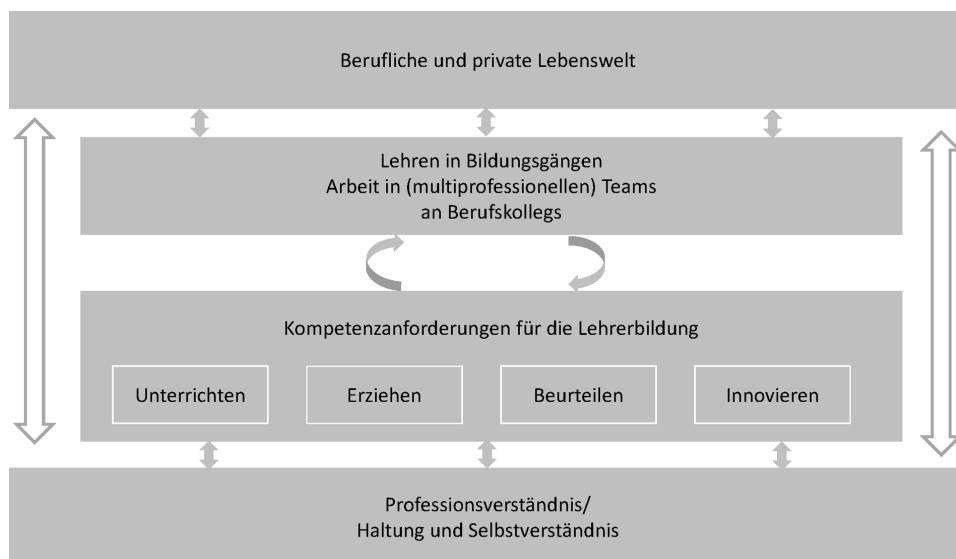 Berufliche und private Lebenswelt
Lehren in Bildungsgängen
Arbeit in (multiprofessionellen) Teams
an Berufskollegs
Kompetenzanforderungen für die Lehrerbildung
Unterrichten
Erziehen
Beurteilen
Innovieren
Professionsverständnis/
Haltung und Selbstverständnis